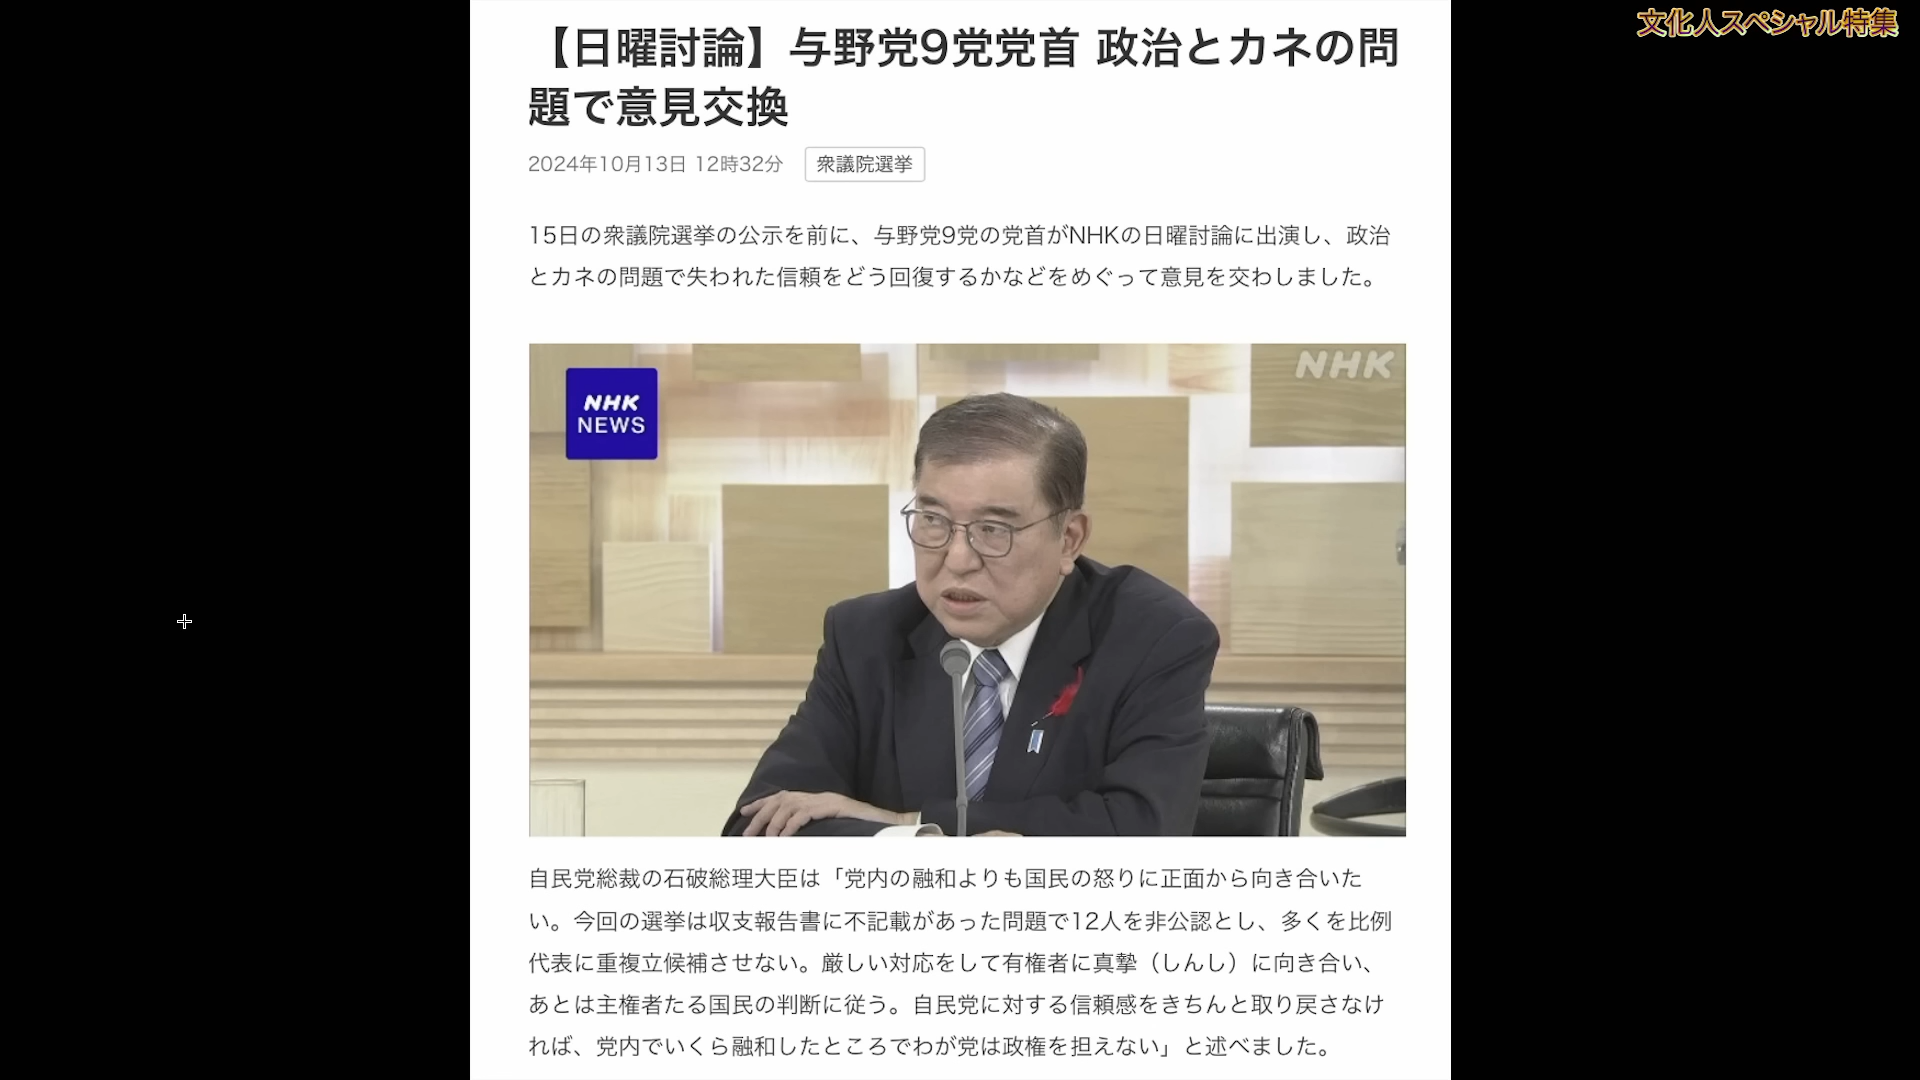 文化人スペシャル特集
【日曜討論】与野党9党党首 政治とカネの問
題で意見交換
2024年10月13日 12時32分 衆議院選挙
15日の衆議院選挙の公示を前に、与野党9党の党首がNHKの日曜討論に出演し、政治
とカネの問題で失われた信頼をどう回復するかなどをめぐって意見を交わしました。
NHK
NHK
NEWS
自民党総裁の石破総理大臣は「党内の融和よりも国民の怒りに正面から向き合いた
い。今回の選挙は収支報告書に不記載があった問題で12人を非公認とし、多くを比例
代表に重複立候補させない。厳しい対応をして有権者に真摯（しんし）に向き合い、
あとは主権者たる国民の判断に従う。自民党に対する信頼感をきちんと取り戻さなけ
れば、党内でいくら融和したところでわが党は政権を担えない」と述べました。